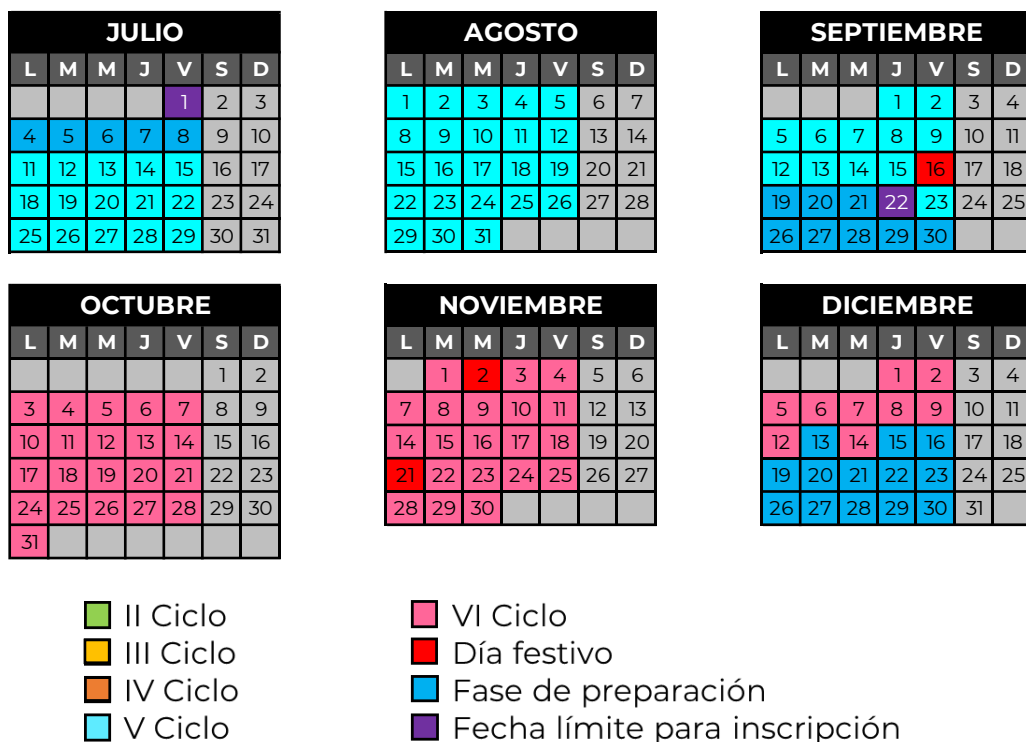 JULIO
L M M J V S D
1 2 3
4 5 6 7 8 9 10
11 12 13 14 15 16 17
18 19 20 21 22 23 24
25 26 27 28 29 30 31
AGOSTO
L M M J V S D
1 2 3 4 5 6 7
8 9 10 11 12 13 14
15 16 17 18 19 20 21
22 23 24 25 26 27 28
29 30 31
SEPTIEMBRE
L M M J V S D
1 2 3 4
5 6 7 8 9 10 11
12 13 14 15 16 17 18
19 20 21 22 23 24 25
26 27 28 29 30
OCTUBRE
L M M J V S D
1 2
3 4 5 6 7 8 9
10 11 12 13 14 15 16
17 18 19 20 21 22 23
24 25 26 27 28 29 30
31
NOVIEMBRE
L M M J V S D
1 2 3 4 5 6
7 8 9 10 11 12 13
14 15 16 17 18 19 20
21 22 23 24 25 26 27
28 29 30
DICIEMBRE
L M M J V S D
1 2 3 4
5 6 7 8 9 10 11
12 13 14 15 16 17 18
19 20 21 22 23 24 25
26 27 28 29 30 31
II Ciclo
III Ciclo
IV Ciclo
V Ciclo
VI Ciclo
Día festivo
Fase de preparación
Fecha límite para inscripción